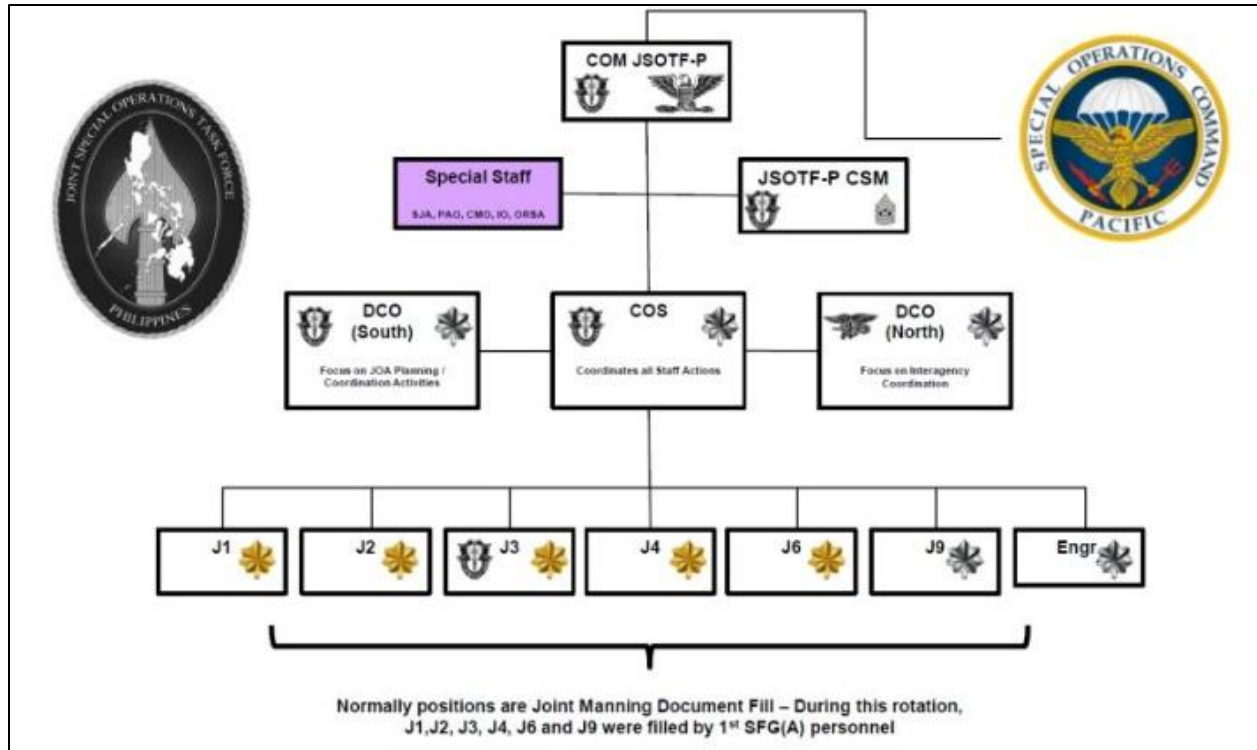 COM JSOTF-P
JOINT SPECIAL OPERATIONS TASK FORCE
PHILIPPINES
SPECIAL OPERATIONS COMMAND
PACIFIC
Special Staff
SJA, PAO, CMO, IO, ORSA
JSOTF-P CSM
DCO
(South)
Focus on JOA Planning /
Coordination Activities
COS
Coordinates all Staff Actions
DCO
(North)
Focus on Interagency
Coordination
J1
J2
J3
J4
J6
J9
Engr
Normally positions are Joint Manning Document Fill – During this rotation,
J1,J2, J3, J4, J6 and J9 were filled by 1st SFG(A) personnel